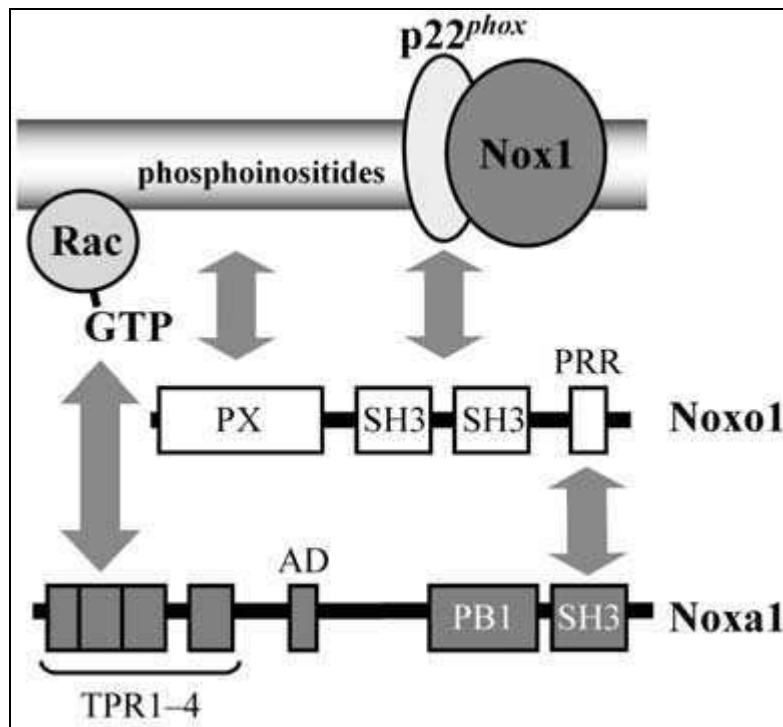 p22phox
Nox1
phosphoinositides
Rac
GTP
PRR
PX
SH3
SH3
Noxo1
AD
PB1
SH3
Noxa1
TPR1–4